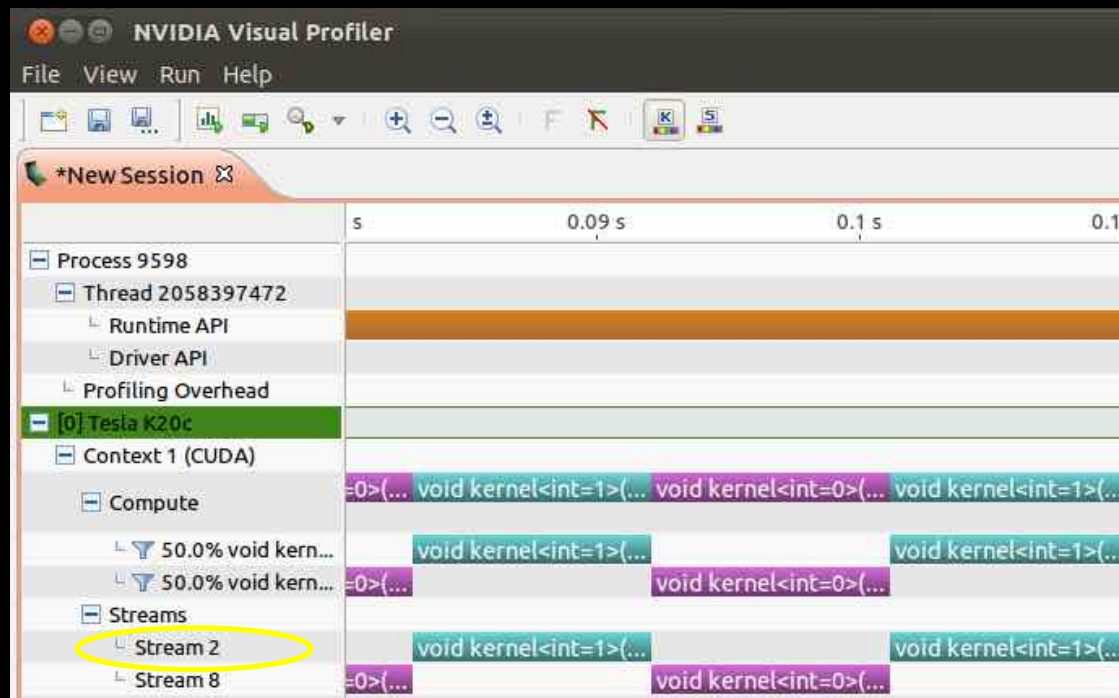 NVIDIA Visual Profiler
File View Run Help
K S
*New Session
s 0.09 s 0.1 s 0.1
Process 9598
Thread 2058397472
Runtime API
Driver API
Profiling Overhead
[0] Tesla K20c
Context 1 (CUDA)
Compute =0>(... void kernel<int=1>(... void kernel<int=0>(... void kernel<int=1>(...
50.0% void kern... void kernel<int=1>(... void kernel<int=1>(...
50.0% void kern... =0>(... void kernel<int=0>(...
Streams
Stream 2 void kernel<int=1>(... void kernel<int=1>(...
Stream 8 =0>(... void kernel<int=0>(...